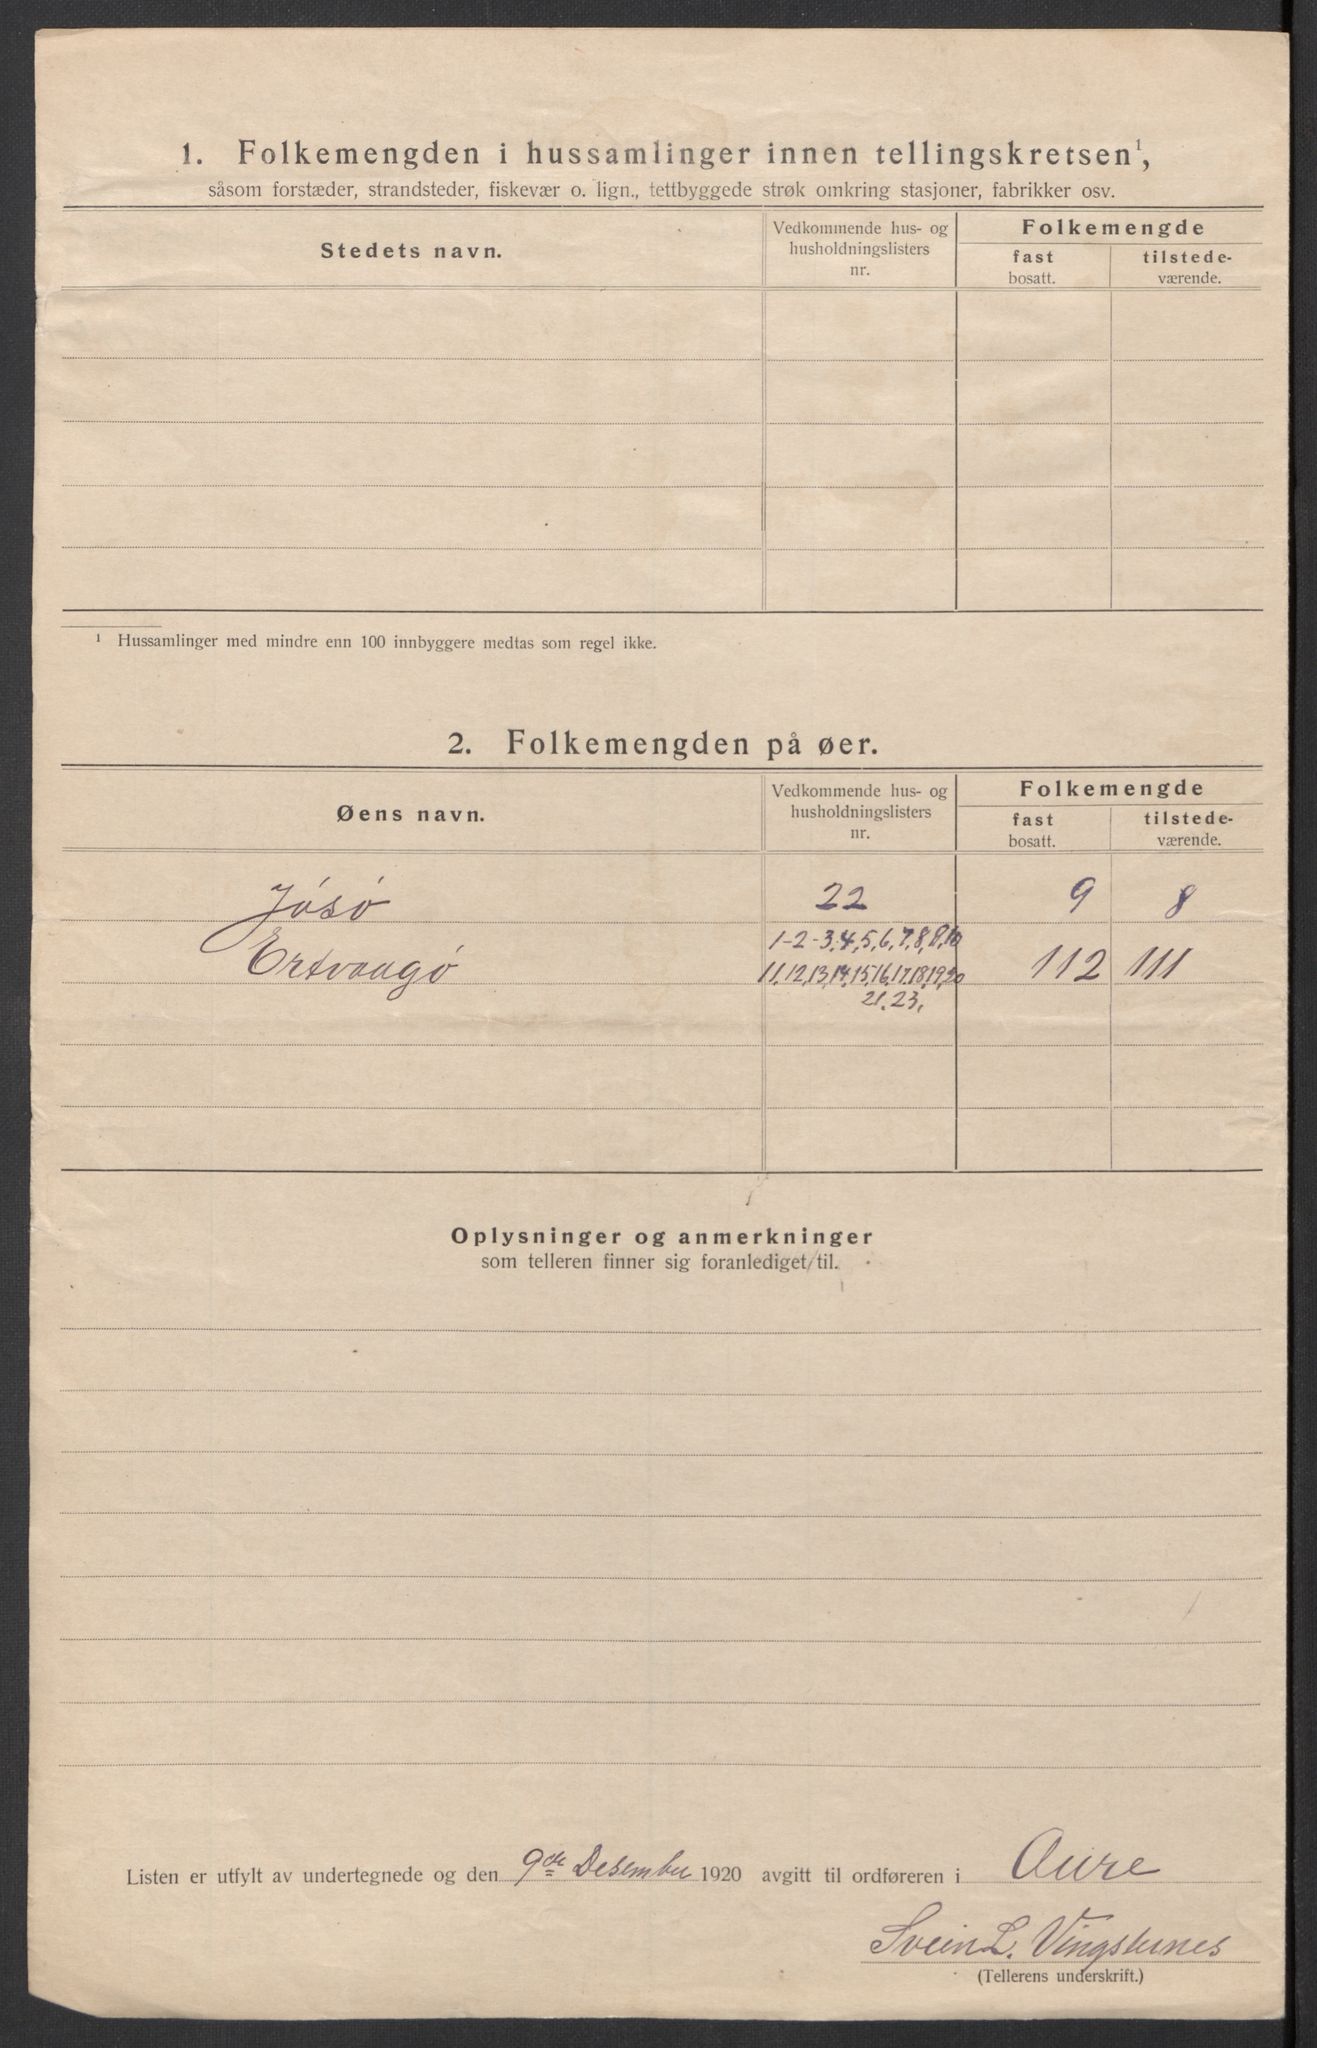 1. Folkemengden i hussamlinger innen tellingskretsen¹,
såsom forstæder, strandsteder, fiskevær o. lign., tettbyggede strøk omkring stasjoner, fabrikker osv.
Stedets navn.
Vedkommende hus- og
husholdningslisters
nr.
Folkemengde
fast
bosatt.
tilstede-
værende.
¹ Hussamlinger med mindre enn 100 innbyggere medtas som regel ikke.
2. Folkemengden på øer.
Øens navn.
Vedkommende hus- og
husholdningslisters
nr.
Folkemengde
fast
bosatt.
tilstede-
værende.
Jøsø 22 9 8
1-2-3,4,5,6,7,8,9,10
Ertvaagø 11,12,13,14,15,16,17,18,19,20 112 111
21,23,
Oplysninger og anmerkninger
som telleren finner sig foranlediget til.
Listen er utfylt av undertegnede og den 9de Desember 1920 avgitt til ordføreren i Aure
Svein L. Vingsternes
(Tellerens underskrift.)